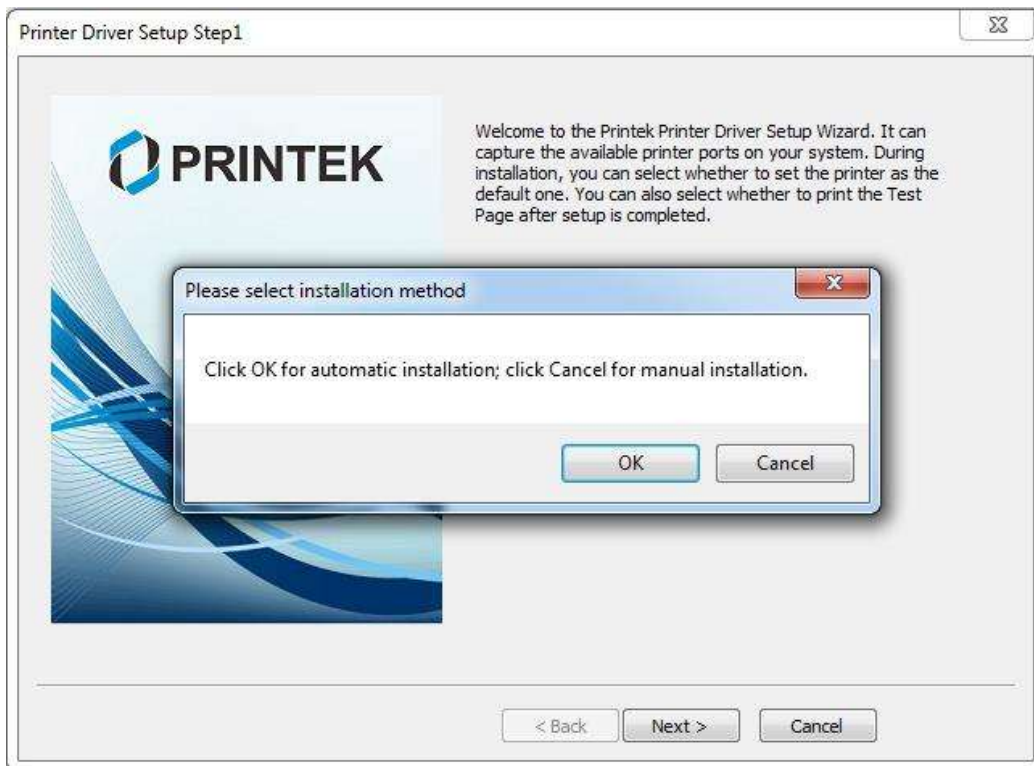 Printer Driver Setup Step1
PRINTEK
Welcome to the Printek Printer Driver Setup Wizard. It can
capture the available printer ports on your system. During
installation, you can select whether to set the printer as the
default one. You can also select whether to print the Test
Page after setup is completed.
Please select installation method
Click OK for automatic installation; click Cancel for manual installation.
OK
Cancel
< Back
Next >
Cancel